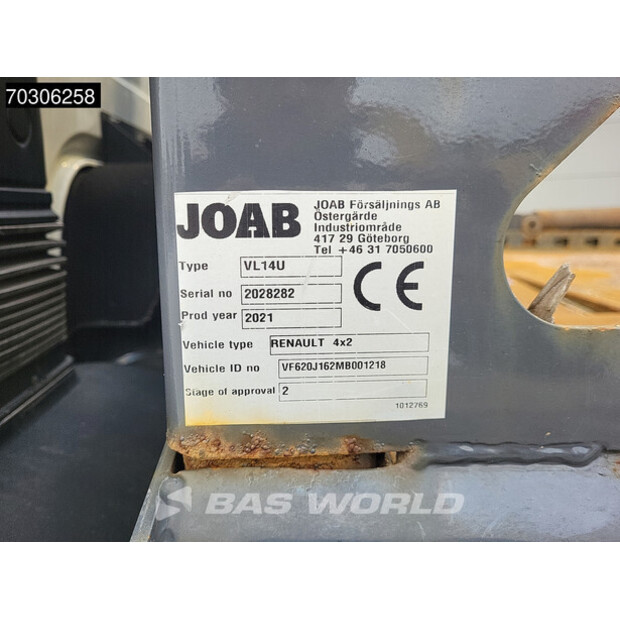 70306258
JOAB
JOAB Försäljnings AB
Östergärde
Industriområde
417 29 Göteborg
Tel +46 31 7050600
Type VL14U
Serial no 2028282
Prod year 2021
CE
Vehicle type RENAULT 4x2
Vehicle ID no VF620J162MB001218
Stage of approval 2
1012769
BAS WORLD